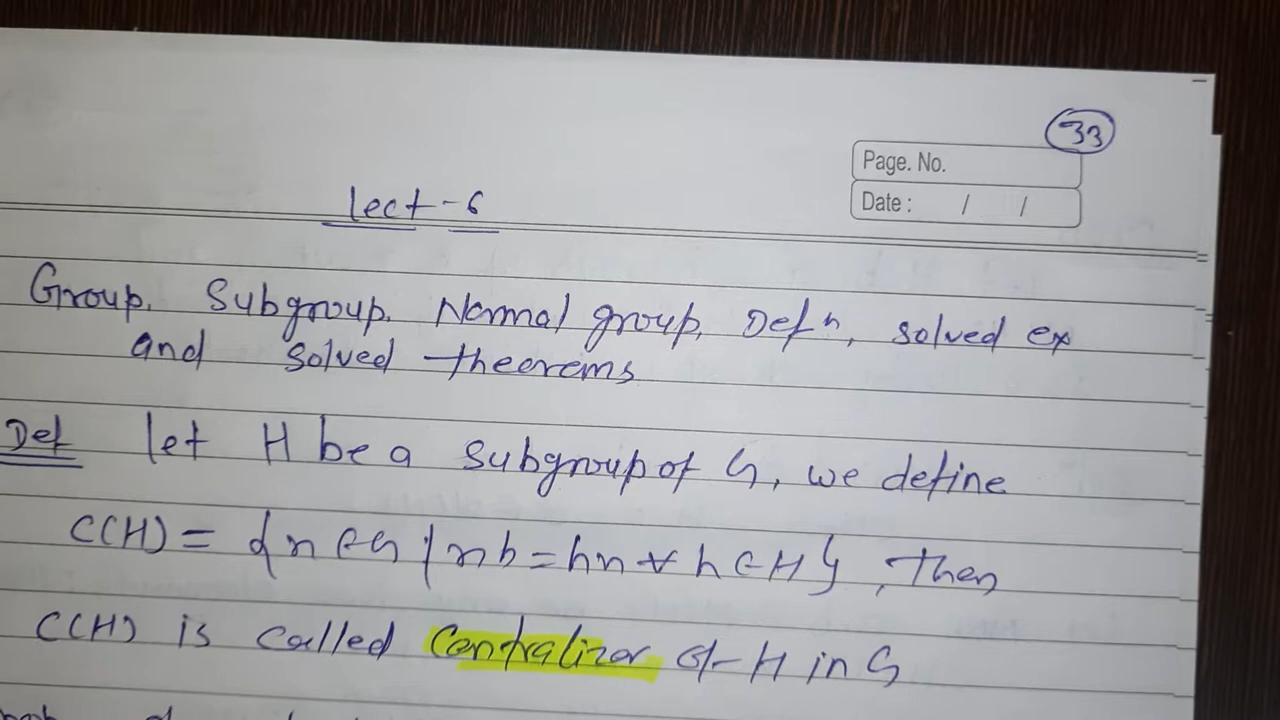 33
Page. No.
Date : / /
Lect-6
Group, Subgroup, Normal group, Defⁿ, solved ex
and solved theorems
Def let H be a subgroup of G, we define
C(H) = {x ∈ G | xh = hx ∀ h ∈ H}, Then
C(H) is called Centralizer of H in G